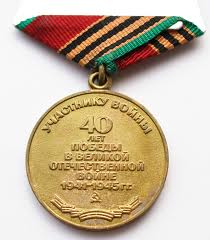 УЧАСТНИКУ ВОЙНЫ
40
ЛЕТ
ПОБЕДЫ
В ВЕЛИКОЙ
ОТЕЧЕСТВЕННОЙ
ВОЙНЕ
1941-1945 гг.